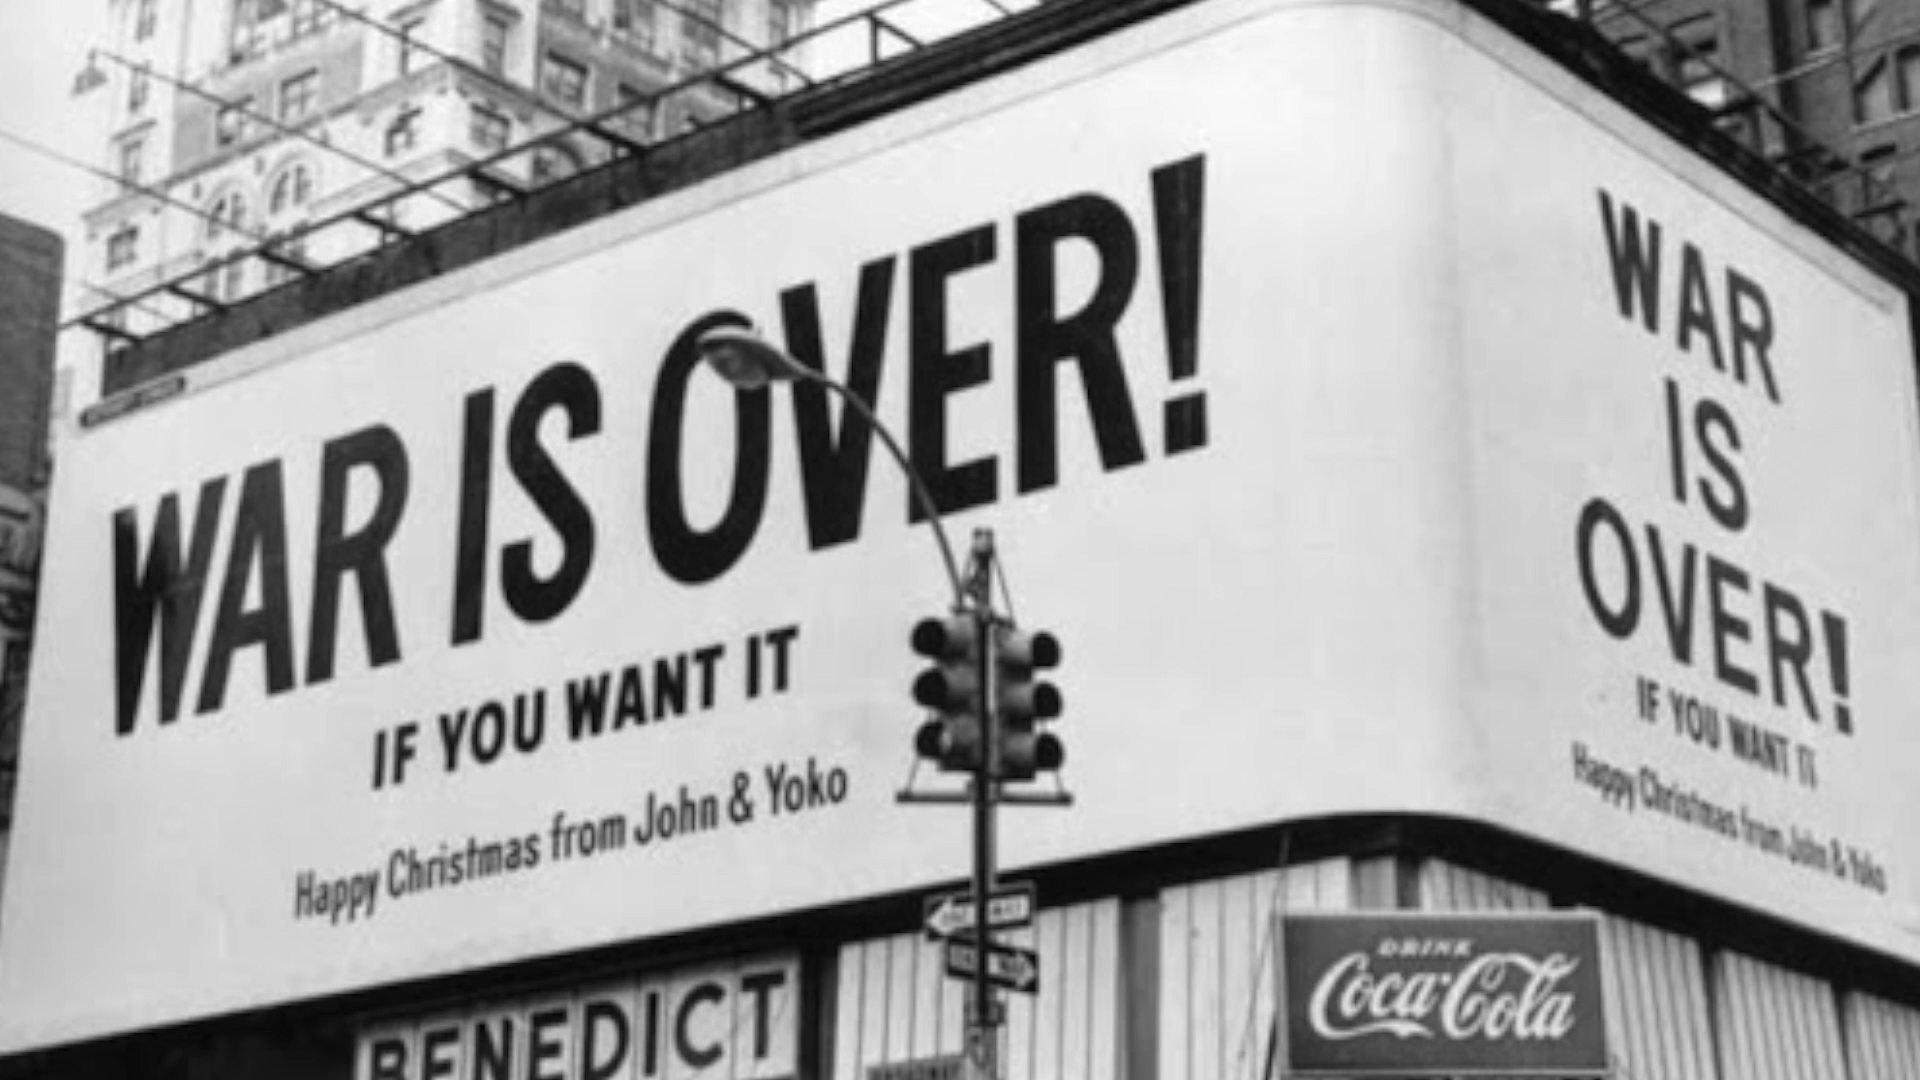 WAR IS OVER!
IF YOU WANT IT
Happy Christmas from John & Yoko
WAR
IS
OVER!
IF YOU WANT IT
Happy Christmas from John & Yoko
BENEDICT
DRINK
Coca-Cola